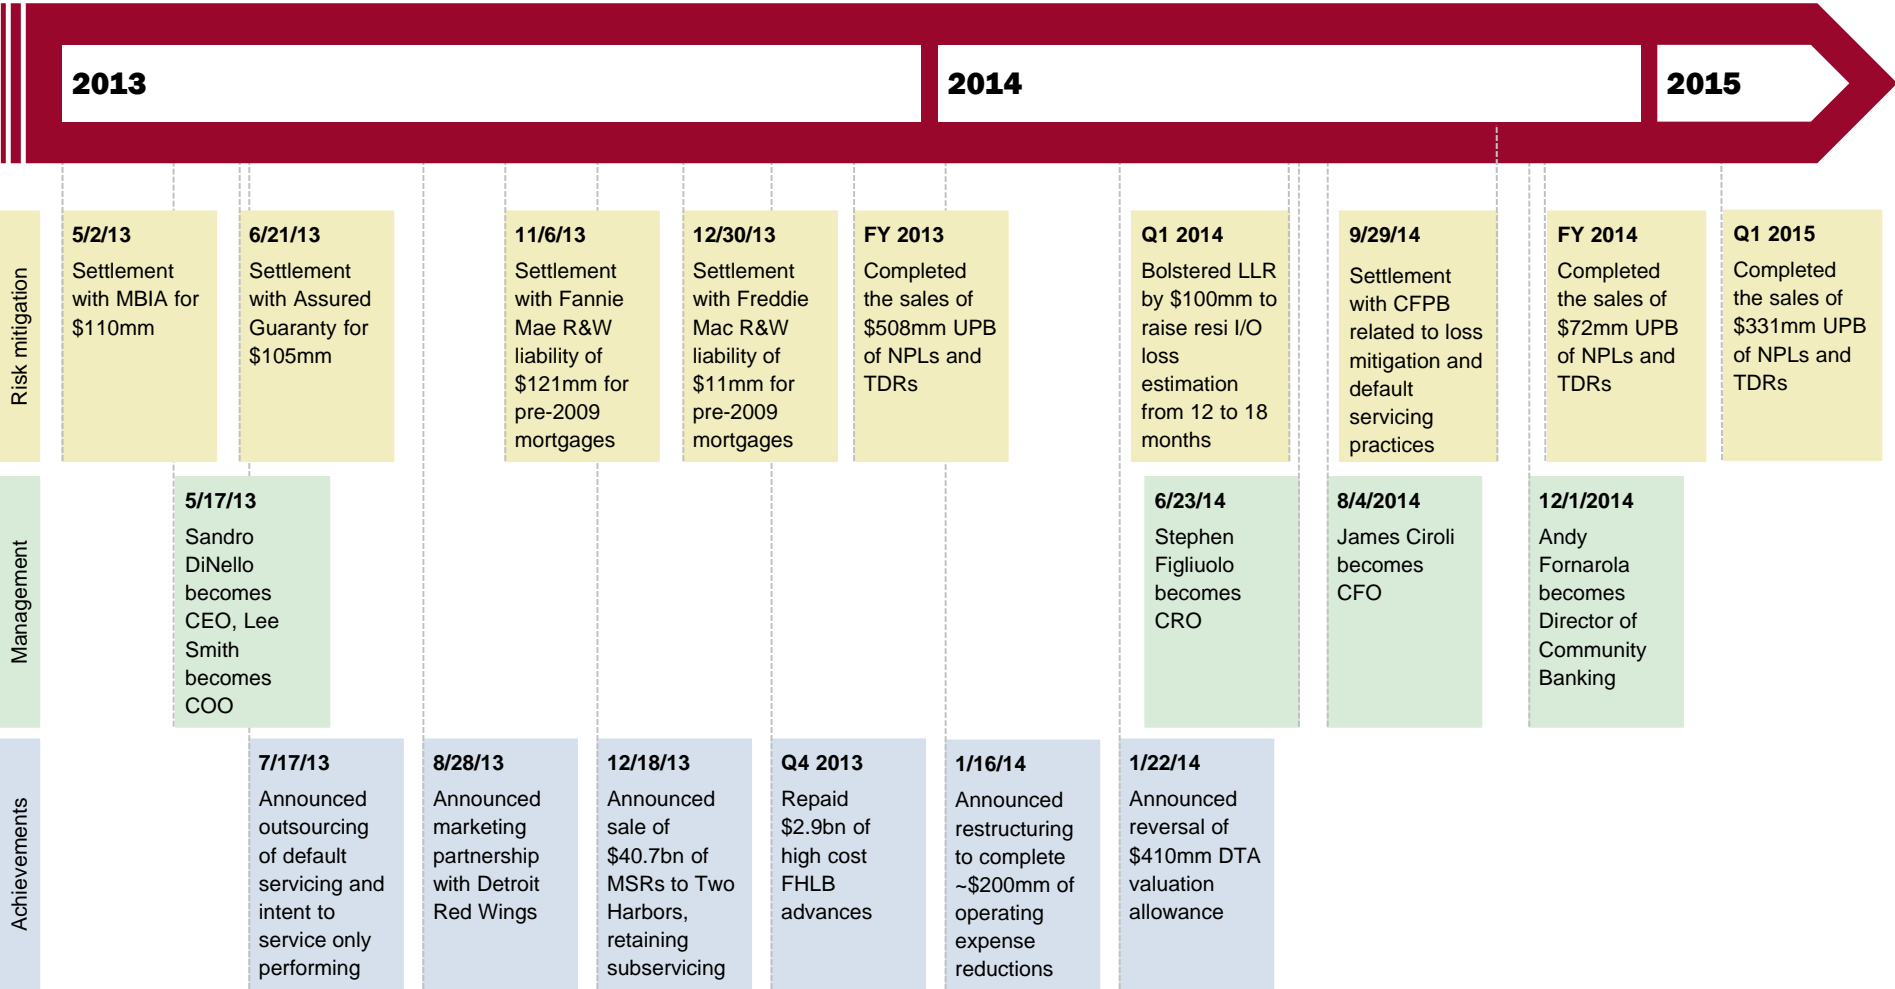 2013
2014
2015
Risk mitigation
5/2/13
Settlement
with MBIA for
$110mm
6/21/13
Settlement
with Assured
Guaranty for
$105mm
11/6/13
Settlement
with Fannie
Mae R&W
liability of
$121mm for
pre-2009
mortgages
12/30/13
Settlement
with Freddie
Mac R&W
liability of
$11mm for
pre-2009
mortgages
FY 2013
Completed
the sales of
$508mm UPB
of NPLs and
TDRs
Q1 2014
Bolstered LLR
by $100mm to
raise resi I/O
loss
estimation
from 12 to 18
months
9/29/14
Settlement
with CFPB
related to loss
mitigation and
default
servicing
practices
FY 2014
Completed
the sales of
$72mm UPB
of NPLs and
TDRs
Q1 2015
Completed
the sales of
$331mm UPB
of NPLs and
TDRs
Management
5/17/13
Sandro
DiNello
becomes
CEO, Lee
Smith
becomes
COO
6/23/14
Stephen
Figliuolo
becomes
CRO
8/4/2014
James Ciroli
becomes
CFO
12/1/2014
Andy
Fornarola
becomes
Director of
Community
Banking
Achievements
7/17/13
Announced
outsourcing
of default
servicing and
intent to
service only
performing
8/28/13
Announced
marketing
partnership
with Detroit
Red Wings
12/18/13
Announced
sale of
$40.7bn of
MSRs to Two
Harbors,
retaining
subservicing
Q4 2013
Repaid
$2.9bn of
high cost
FHLB
advances
1/16/14
Announced
restructuring
to complete
~$200mm of
operating
expense
reductions
1/22/14
Announced
reversal of
$410mm DTA
valuation
allowance